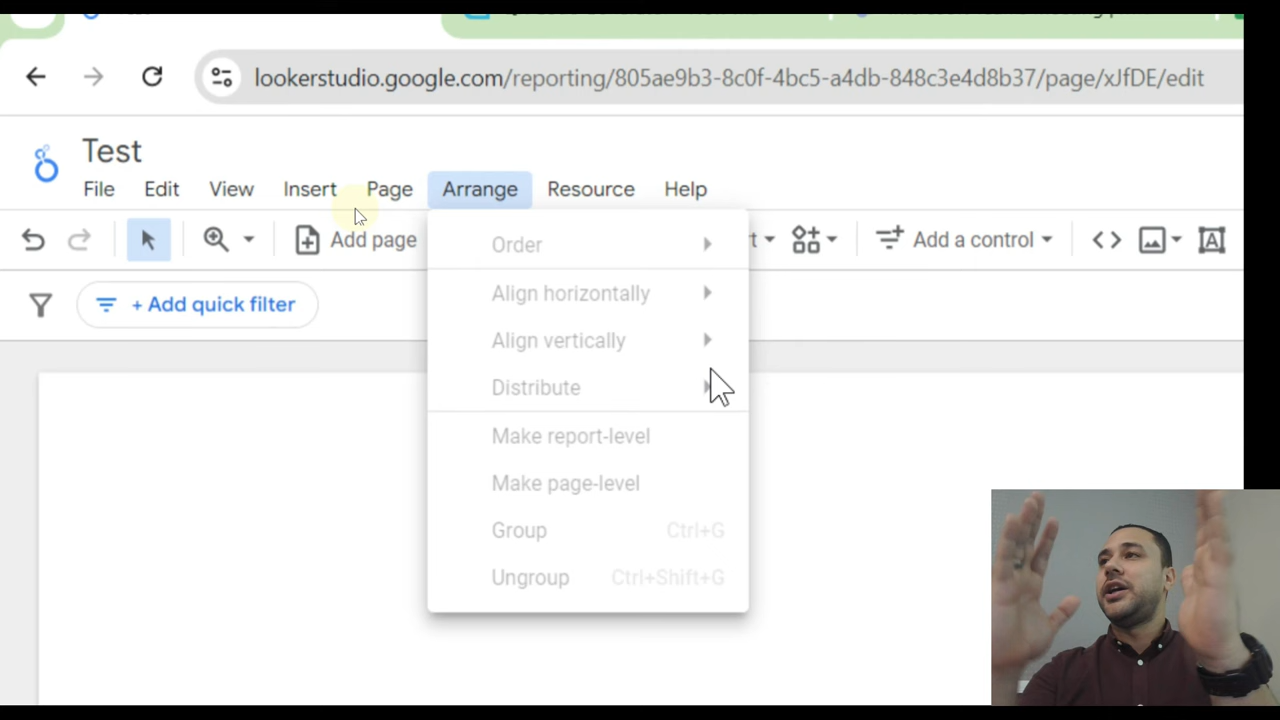 lookerstudio.google.com/reporting/805ae9b3-8c0f-4bc5-a4db-848c3e4d8b37/page/xJfDE/edit
Test
File Edit View Insert Page Arrange Resource Help
Add page
Add a control
+ Add quick filter
Order
Align horizontally
Align vertically
Distribute
Make report-level
Make page-level
Group Ctrl+G
Ungroup Ctrl+Shift+G